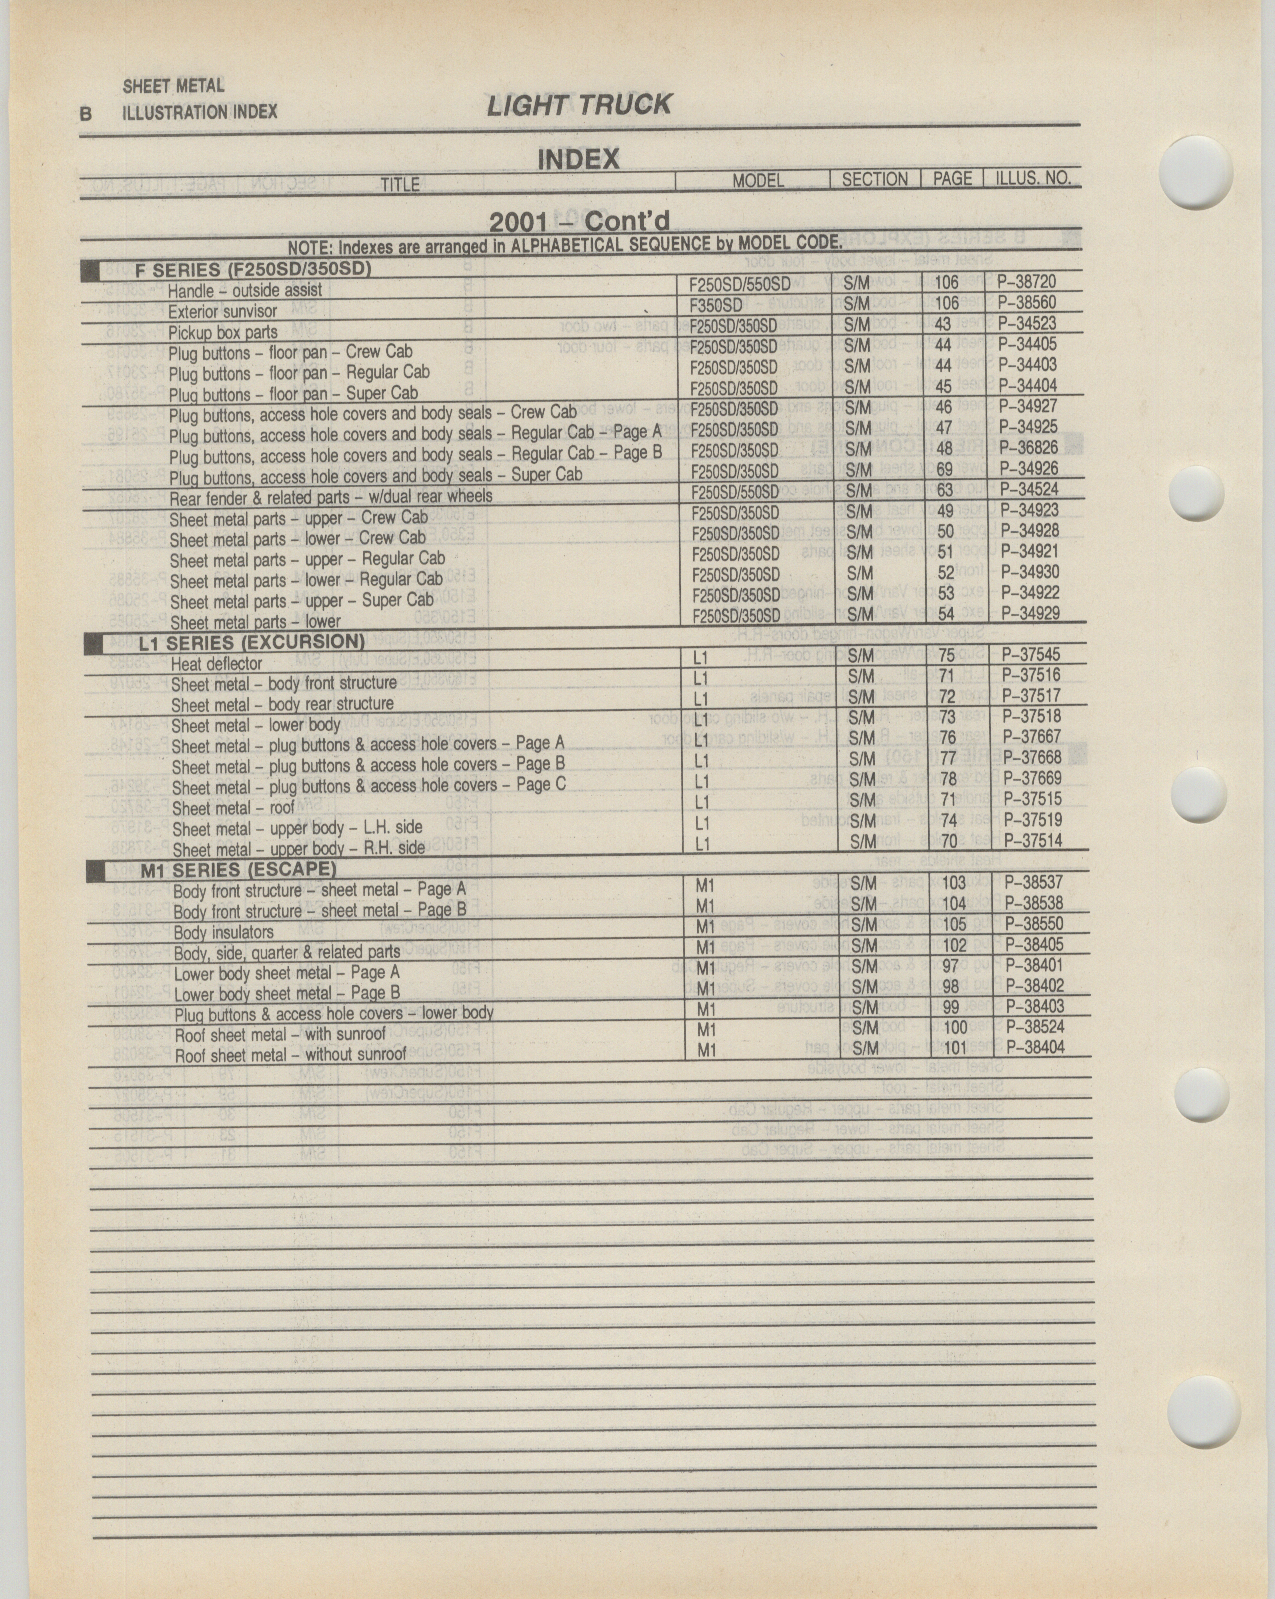 SHEET METAL
B ILLUSTRATION INDEX LIGHT TRUCK
INDEX
TITLE MODEL SECTION PAGE ILLUS. NO.
2001 – Cont'd
NOTE: Indexes are arranged in ALPHABETICAL SEQUENCE by MODEL CODE.
F SERIES (F250SD/350SD)
Handle – outside assist F250SD/550SD S/M 106 P–38720
Exterior sunvisor F350SD S/M 106 P–38560
Pickup box parts F250SD/350SD S/M 43 P–34523
Plug buttons – floor pan – Crew Cab F250SD/350SD S/M 44 P–34405
Plug buttons – floor pan – Regular Cab F250SD/350SD S/M 44 P–34403
Plug buttons – floor pan – Super Cab F250SD/350SD S/M 45 P–34404
Plug buttons, access hole covers and body seals – Crew Cab F250SD/350SD S/M 46 P–34927
Plug buttons, access hole covers and body seals – Regular Cab – Page A F250SD/350SD S/M 47 P–34925
Plug buttons, access hole covers and body seals – Regular Cab – Page B F250SD/350SD S/M 48 P–36826
Plug buttons, access hole covers and body seals – Super Cab F250SD/350SD S/M 69 P–34926
Rear fender & related parts – w/dual rear wheels F250SD/550SD S/M 63 P–34524
Sheet metal parts – upper – Crew Cab F250SD/350SD S/M 49 P–34923
Sheet metal parts – lower – Crew Cab F250SD/350SD S/M 50 P–34928
Sheet metal parts – upper – Regular Cab F250SD/350SD S/M 51 P–34921
Sheet metal parts – lower – Regular Cab F250SD/350SD S/M 52 P–34930
Sheet metal parts – upper – Super Cab F250SD/350SD S/M 53 P–34922
Sheet metal parts – lower F250SD/350SD S/M 54 P–34929
L1 SERIES (EXCURSION)
Heat deflector L1 S/M 75 P–37545
Sheet metal – body front structure L1 S/M 71 P–37516
Sheet metal – body rear structure L1 S/M 72 P–37517
Sheet metal – lower body L1 S/M 73 P–37518
Sheet metal – plug buttons & access hole covers – Page A L1 S/M 76 P–37667
Sheet metal – plug buttons & access hole covers – Page B L1 S/M 77 P–37668
Sheet metal – plug buttons & access hole covers – Page C L1 S/M 78 P–37669
Sheet metal – roof L1 S/M 71 P–37515
Sheet metal – upper body – L.H. side L1 S/M 74 P–37519
Sheet metal – upper body – R.H. side L1 S/M 70 P–37514
M1 SERIES (ESCAPE)
Body front structure – sheet metal – Page A M1 S/M 103 P–38537
Body front structure – sheet metal – Page B M1 S/M 104 P–38538
Body insulators M1 S/M 105 P–38550
Body, side, quarter & related parts M1 S/M 102 P–38405
Lower body sheet metal – Page A M1 S/M 97 P–38401
Lower body sheet metal – Page B M1 S/M 98 P–38402
Plug buttons & access hole covers – lower body M1 S/M 99 P–38403
Roof sheet metal – with sunroof M1 S/M 100 P–38524
Roof sheet metal – without sunroof M1 S/M 101 P–38404